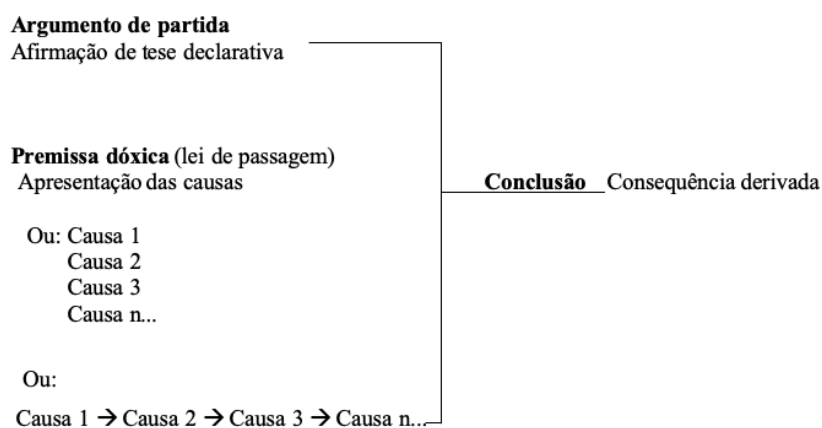 Argumento de partida
Afirmação de tese declarativa
Premissa dóxica (lei de passagem)
Apresentação das causas
Conclusão Consequência derivada
Ou: Causa 1
Causa 2
Causa 3
Causa n...
Ou:
Causa 1 → Causa 2 → Causa 3 → Causa n...